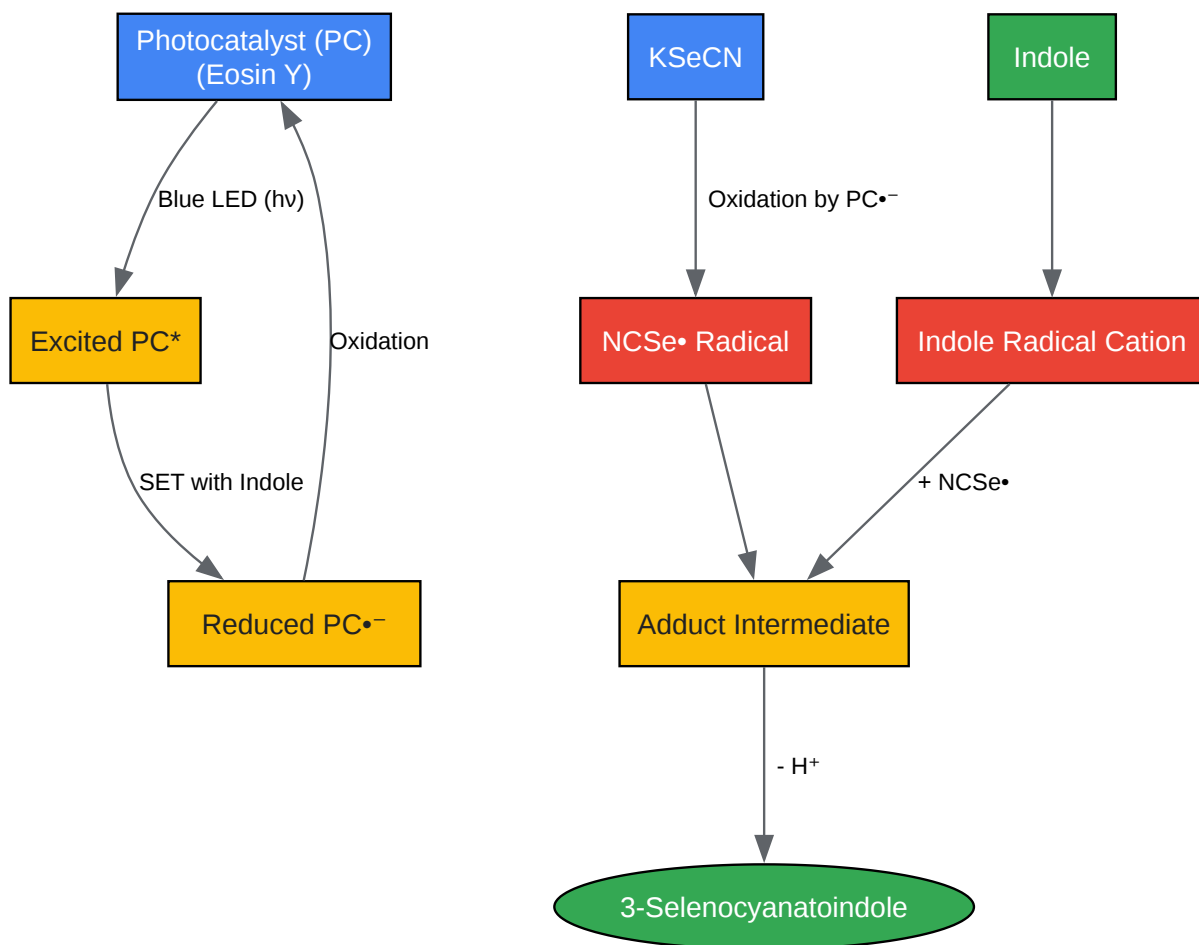 Photocatalyst (PC)
(Eosin Y)
KSeCN
Indole
Blue LED (hν)
Oxidation by PC•⁻
Excited PC*
Oxidation
NCSe• Radical
Indole Radical Cation
SET with Indole
+ NCSe•
Reduced PC•⁻
Adduct Intermediate
- H⁺
3-Selenocyanatoindole